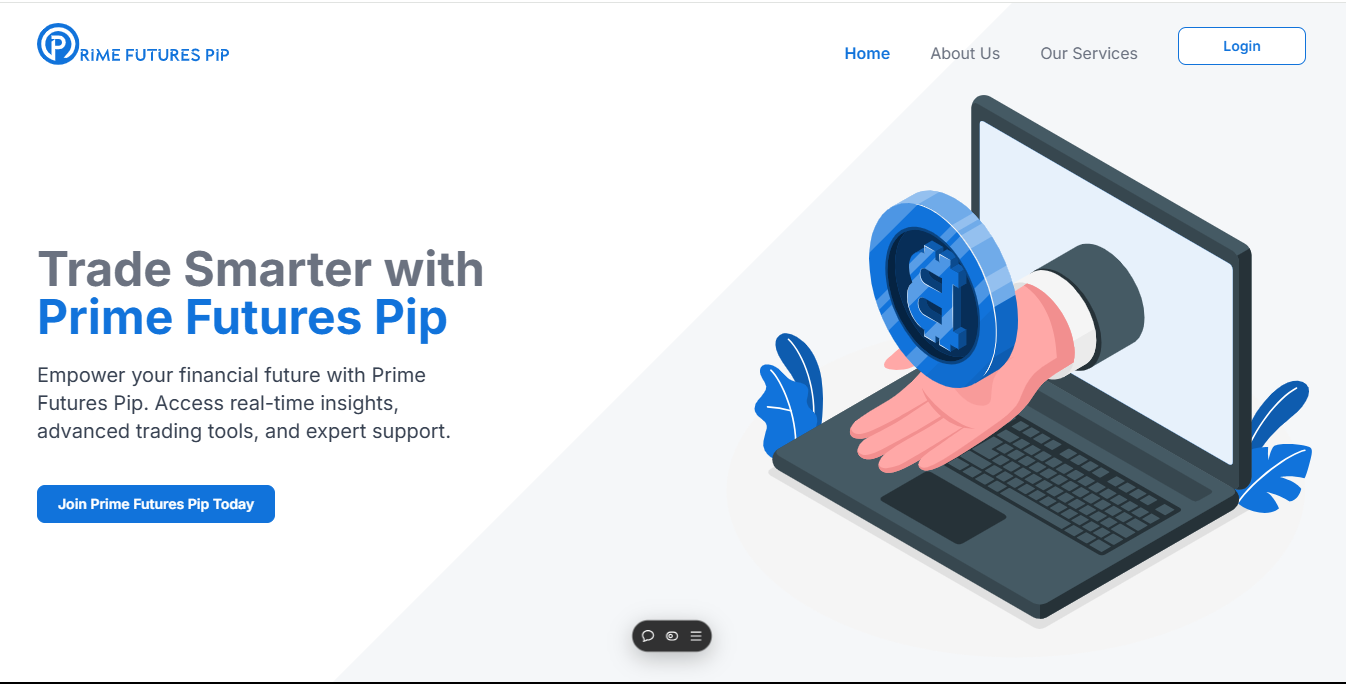 PRiME FUTURES PiP
Home
About Us
Our Services
Login
Trade Smarter with
Prime Futures Pip
Empower your financial future with Prime
Futures Pip. Access real-time insights,
advanced trading tools, and expert support.
Join Prime Futures Pip Today